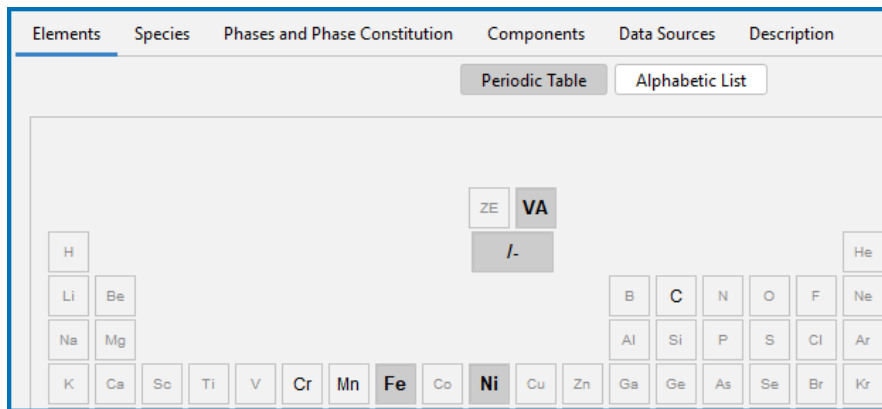 Elements Species Phases and Phase Constitution Components Data Sources Description
Periodic Table Alphabetic List
ZE VA
H /- He
Li Be B C N O F Ne
Na Mg Al Si P S Cl Ar
K Ca Sc Ti V Cr Mn Fe Co Ni Cu Zn Ga Ge As Se Br Kr